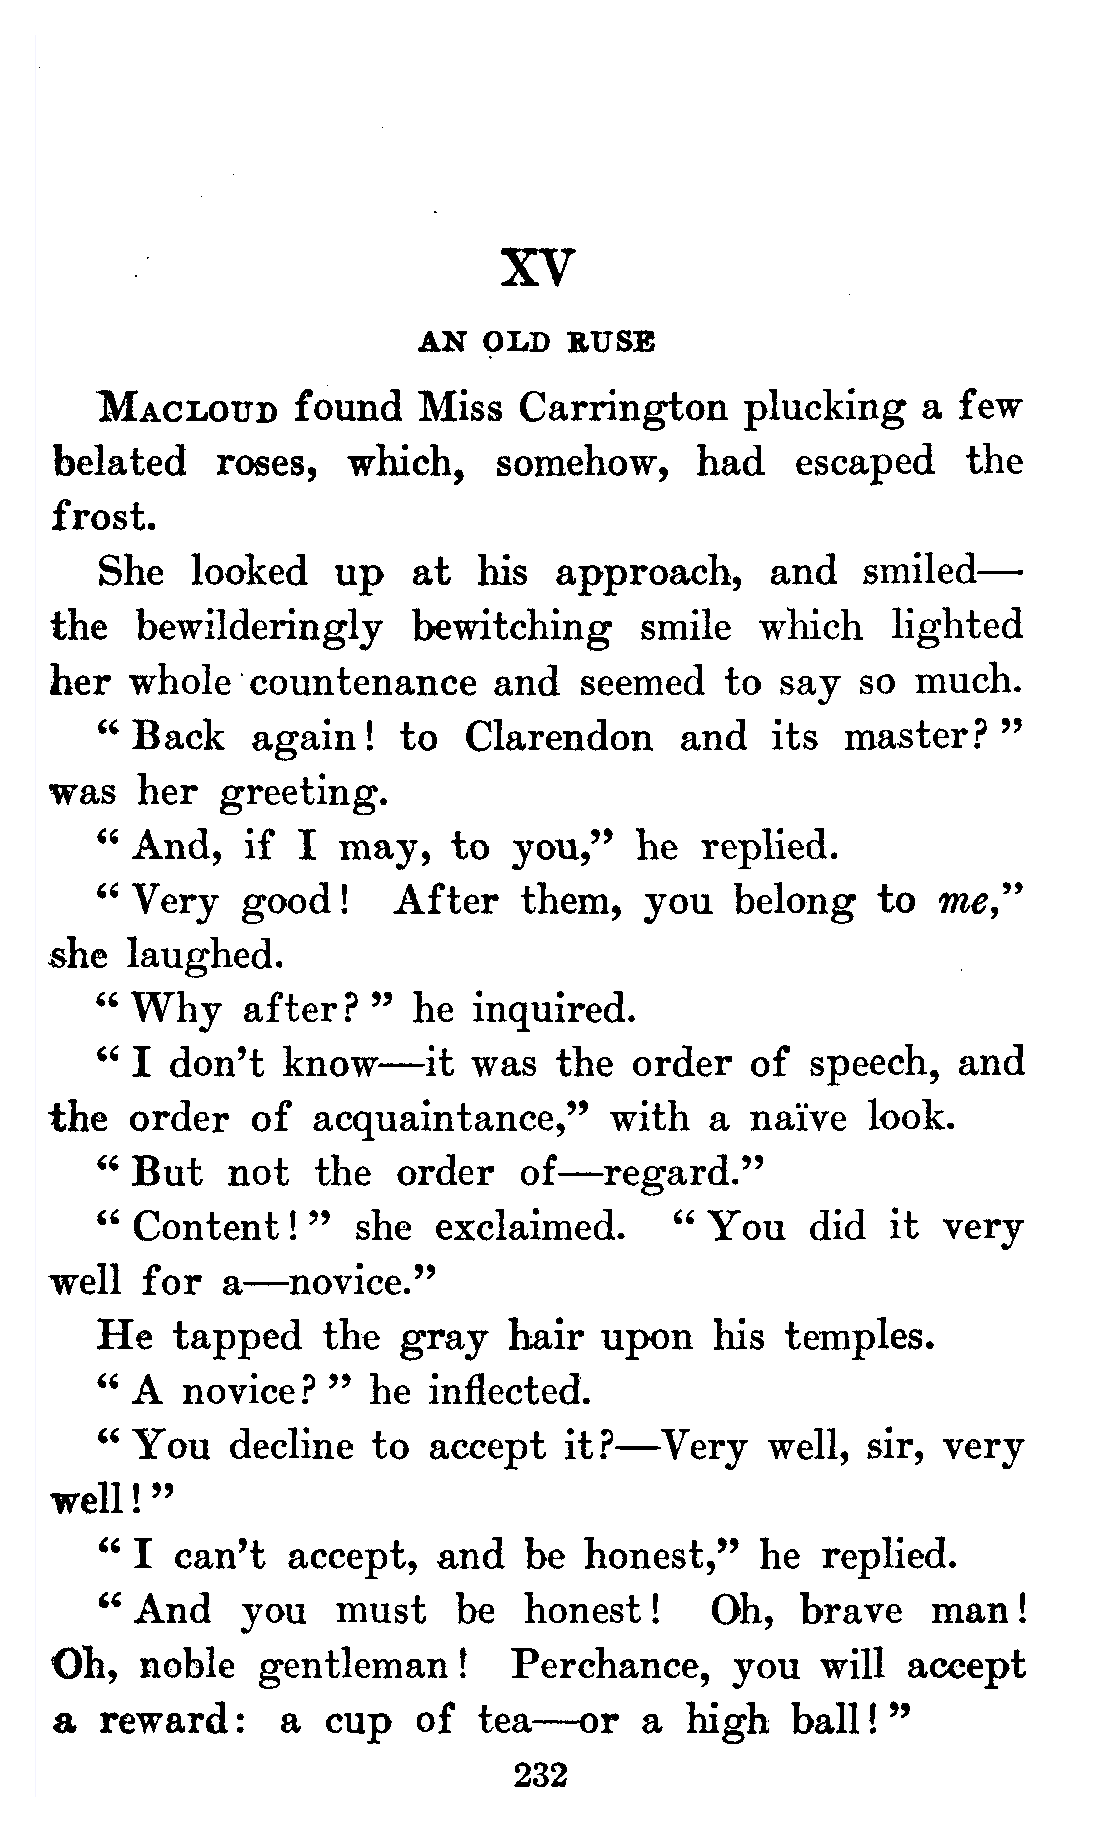 XV
AN OLD RUSE
MACLOUD found Miss Carrington plucking a few
belated roses, which, somehow, had escaped the
frost.
She looked up at his approach, and smiled—
the bewilderingly bewitching smile which lighted
her whole countenance and seemed to say so much.
“Back again! to Clarendon and its master?”
was her greeting.
“And, if I may, to you,” he replied.
“Very good! After them, you belong to me,”
she laughed.
“Why after?” he inquired.
“I don’t know—it was the order of speech, and
the order of acquaintance,” with a naïve look.
“But not the order of—regard.”
“Content!” she exclaimed. “You did it very
well for a—novice.”
He tapped the gray hair upon his temples.
“A novice?” he inflected.
“You decline to accept it?—Very well, sir, very
well!”
“I can’t accept, and be honest,” he replied.
“And you must be honest! Oh, brave man!
Oh, noble gentleman! Perchance, you will accept
a reward: a cup of tea—or a high ball!”
232